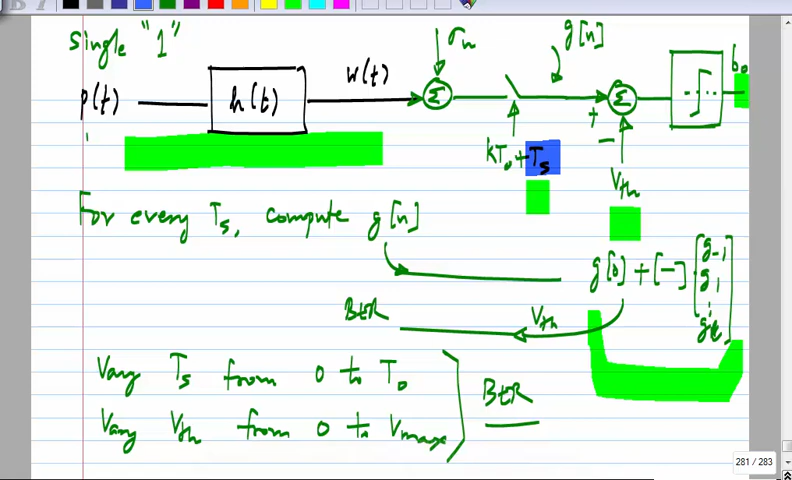 Single "1"
σn
g[n]
b0
p(t)
h(t)
w(t)
Σ
Σ
+
−
kT0 + Ts
Vth
For every Ts, compute g[n]
g[0] + [−] [g-1
g1
BER
Vth
Vary Ts from 0 to T0
BER
Vary Vth from 0 to Vmax
281 / 283